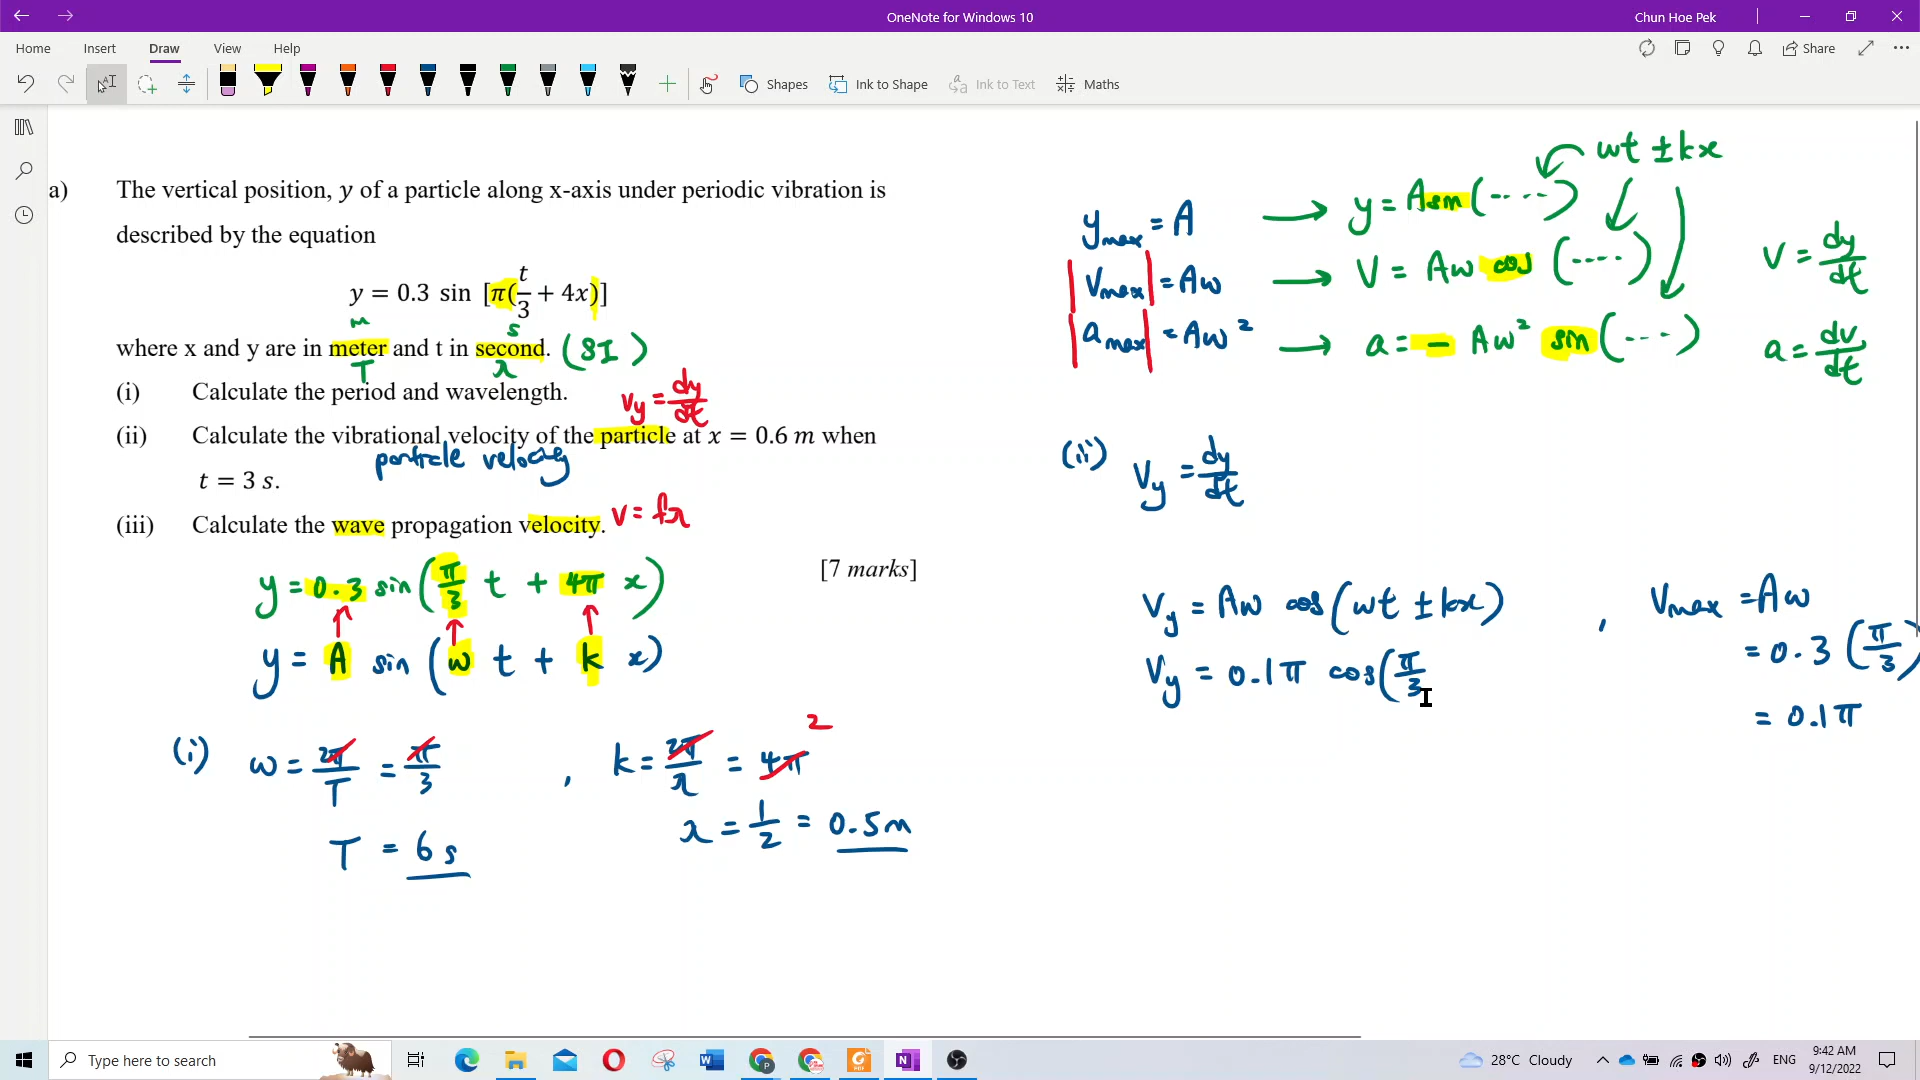 OneNote for Windows 10
Chun Hoe Pek
Home Insert Draw View Help
Share
Shapes Ink to Shape Ink to Text Maths
a) The vertical position, y of a particle along x-axis under periodic vibration is
described by the equation
y = 0.3 sin [π(t/3 + 4x)]
m s
where x and y are in meter and t in second. (SI)
T λ
(i) Calculate the period and wavelength.
Vy = dy/dt
(ii) Calculate the vibrational velocity of the particle at x = 0.6 m when
particle velocity
t = 3 s.
(iii) Calculate the wave propagation velocity. v = fλ
[7 marks]
y = 0.3 sin (π/3 t + 4π x)
y = A sin (ω t + k x)
(i) ω = 2π/T = π/3 , k = 2π/λ = 4π 2
T = 6s
λ = 1/2 = 0.5m
ωt ± kx
ymax = A → y = A sin (....)
|Vmax| = Aω → V = Aω cos (....) V = dy/dt
|amax| = Aω² → a = - Aω² sin (....) a = dv/dt
(ii) Vy = dy/dt
Vy = Aω cos (ωt ± kx) , Vmax = Aω
Vy = 0.1π cos (π/3
= 0.3 (π/3)
= 0.1π
Type here to search
28°C Cloudy
ENG
9:42 AM
9/12/2022